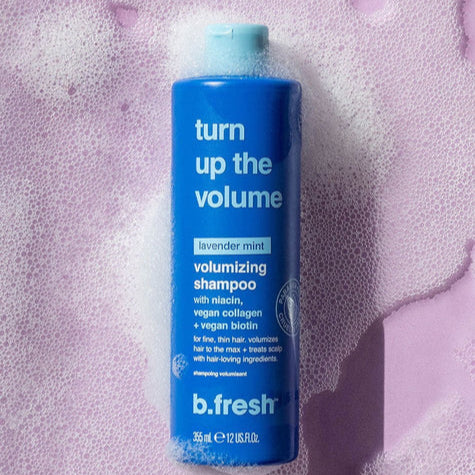 turn
up the
volume
lavender mint
volumizing
shampoo
with niacin,
vegan collagen
+ vegan biotin
for fine, thin hair. volumizes
hair to the max + treats scalp
with hair-loving ingredients.
shampoing volumisant
b.fresh™
355 mL ℮ 12 US.Fl.Oz.